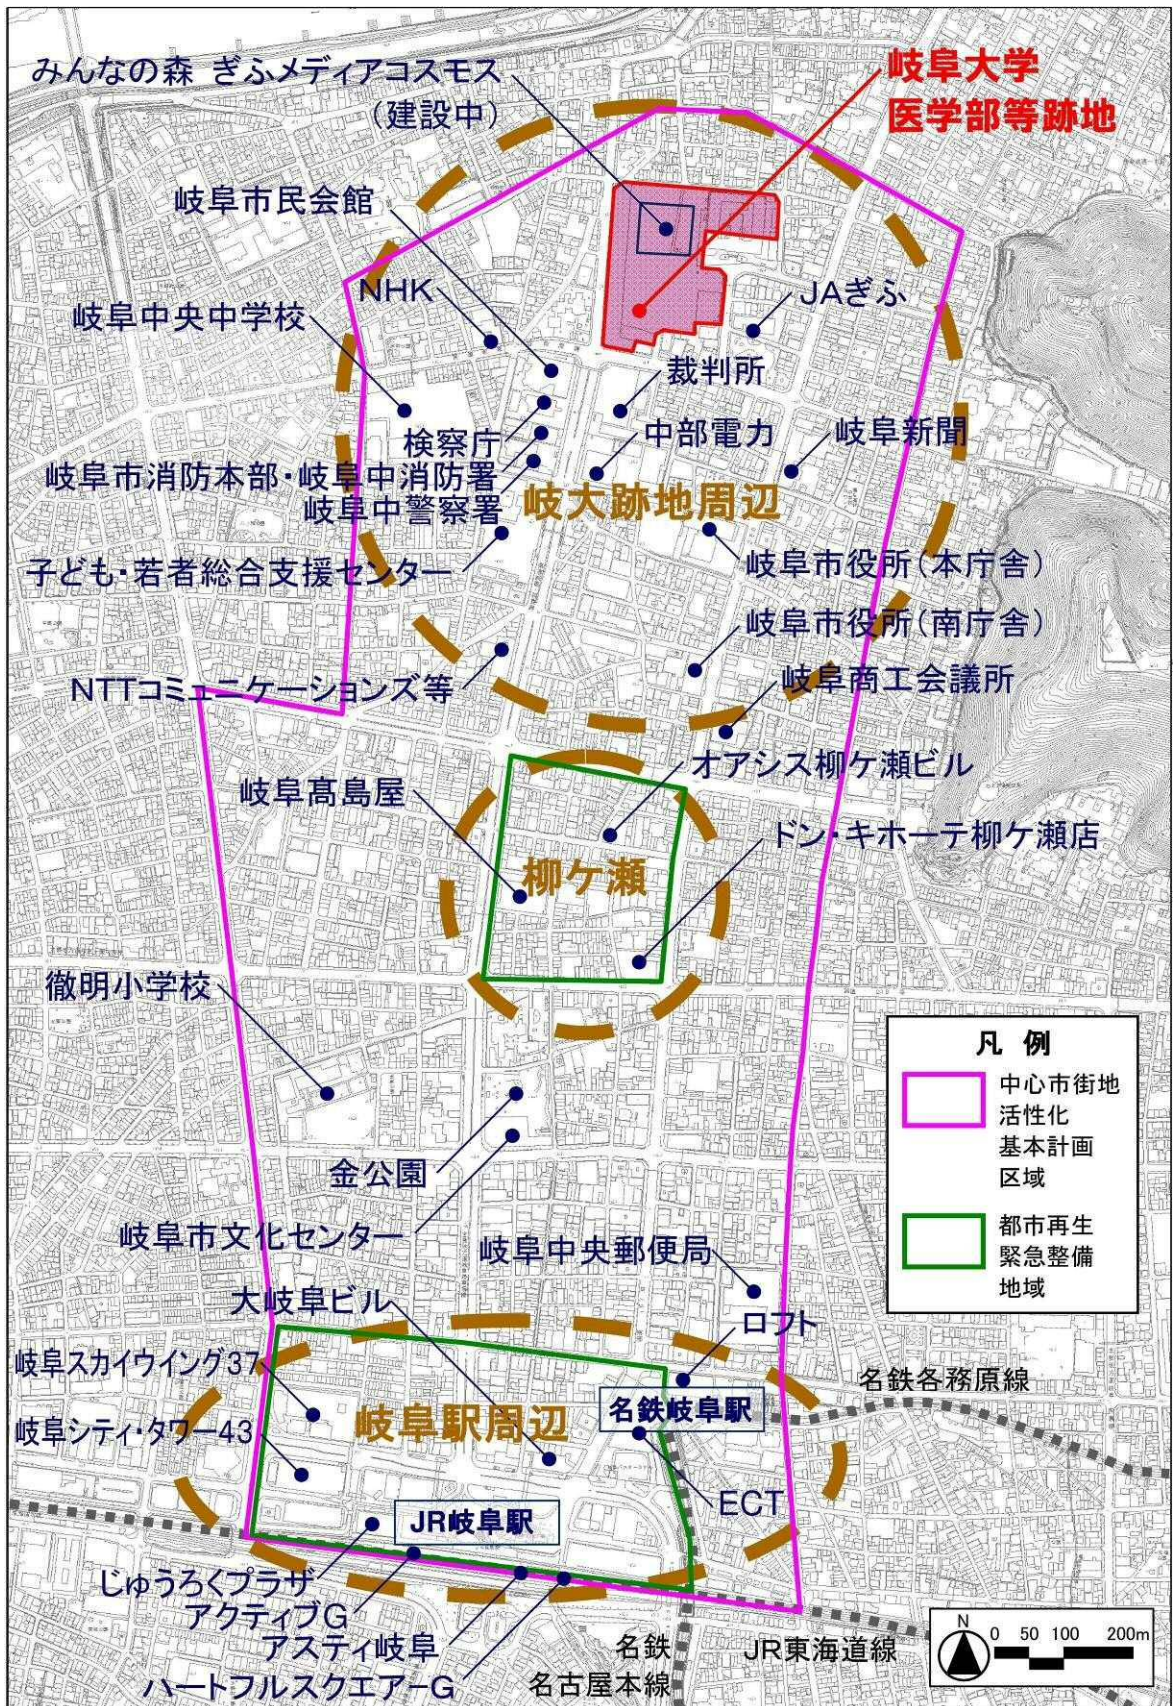 みんなの森 ぎふメディアコスモス
(建設中)
岐阜大学
医学部等跡地
岐阜市民会館
NHK
JAぎふ
岐阜中央中学校
裁判所
検察庁
中部電力
岐阜新聞
岐阜市消防本部・岐阜中消防署
岐阜中警察署
岐大跡地周辺
子ども・若者総合支援センター
岐阜市役所(本庁舎)
岐阜市役所(南庁舎)
NTTコミュニケーションズ等
岐阜商工会議所
オアシス柳ケ瀬ビル
岐阜髙島屋
ドン・キホーテ柳ケ瀬店
柳ケ瀬
徹明小学校
凡 例
中心市街地
活性化
基本計画
区域
都市再生
緊急整備
地域
金公園
岐阜市文化センター
岐阜中央郵便局
大岐阜ビル
ロフト
岐阜スカイウイング37
名鉄各務原線
名鉄岐阜駅
岐阜駅周辺
岐阜シティ・タワー43
ECT
JR岐阜駅
じゅうろくプラザ
アクティブG
アスティ岐阜
ハートフルスクエアーG
名鉄
名古屋本線
JR東海道線
N
0 50 100 200m